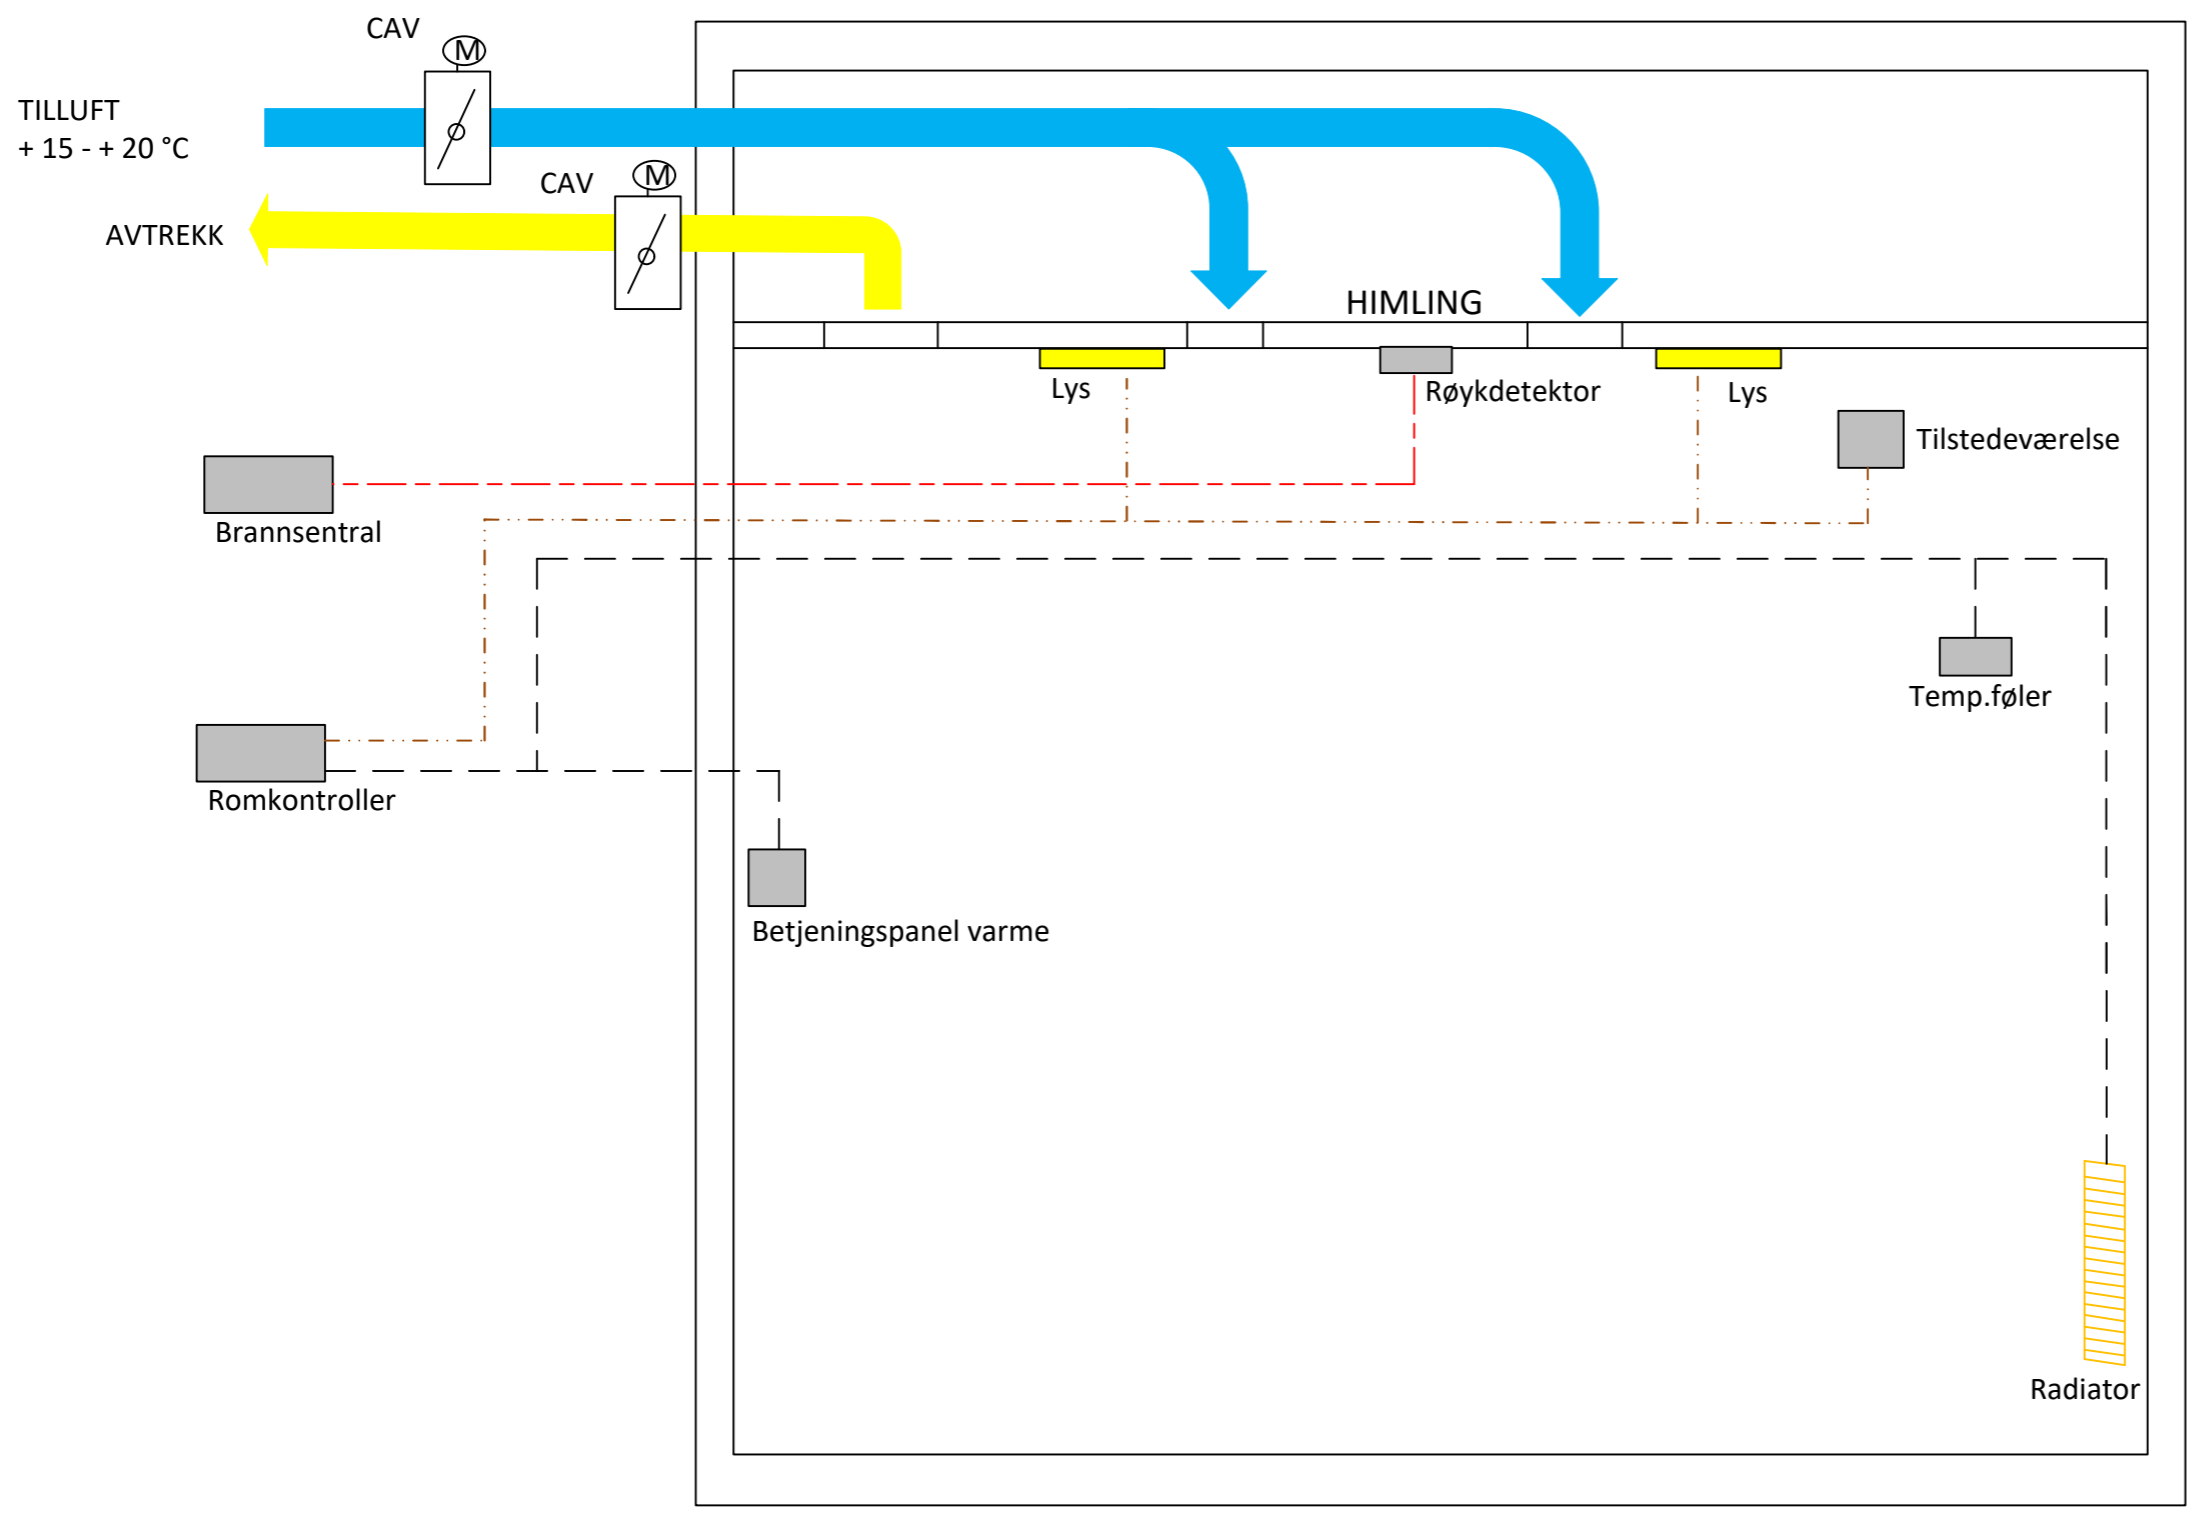 CAV
M
TILLUFT
+ 15 - + 20 °C
CAV
M
AVTREKK
HIMLING
Lys
Røykdetektor
Lys
Tilstedeværelse
Brannsentral
Temp.føler
Romkontroller
Betjeningspanel varme
Radiator